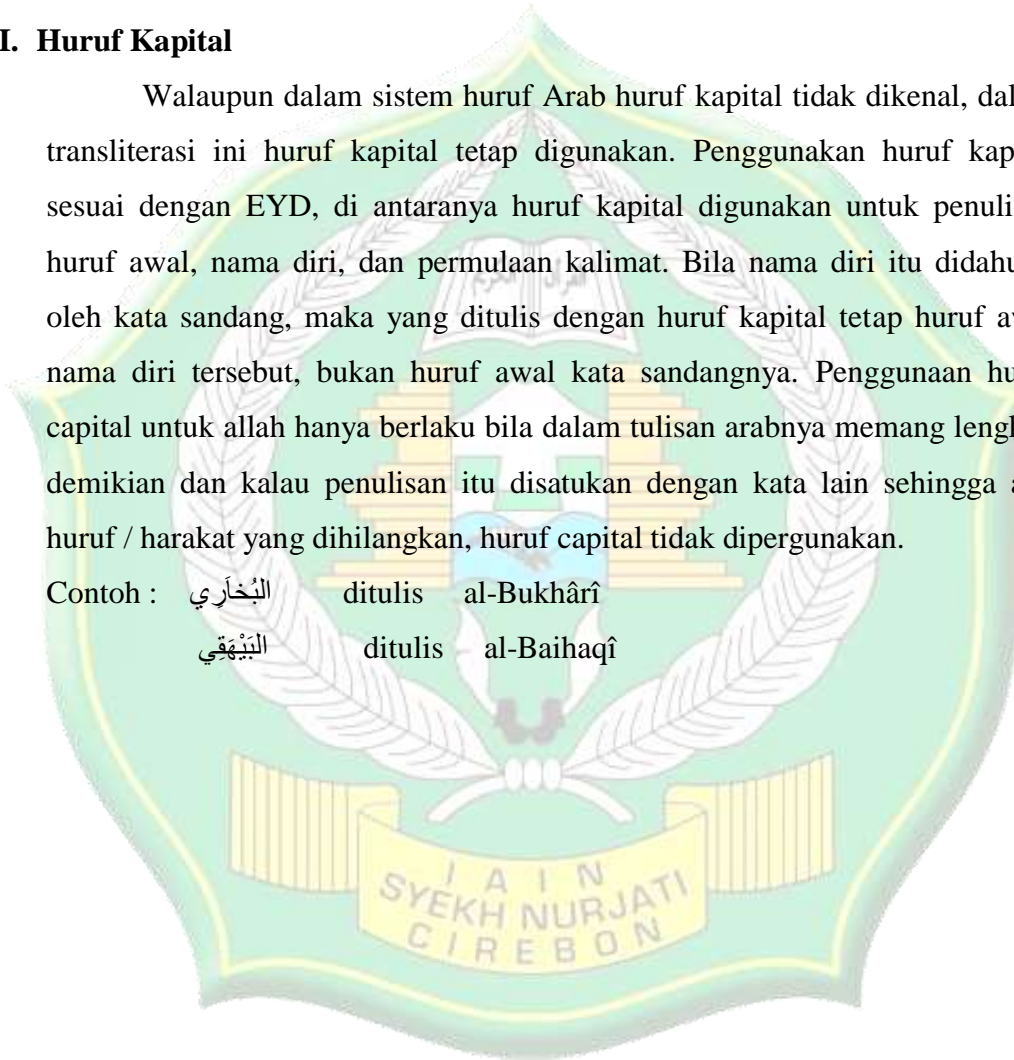 I. Huruf Kapital
Walaupun dalam sistem huruf Arab huruf kapital tidak dikenal, dal
transliterasi ini huruf kapital tetap digunakan. Penggunakan huruf kap
sesuai dengan EYD, di antaranya huruf kapital digunakan untuk penuli
huruf awal, nama diri, dan permulaan kalimat. Bila nama diri itu didahu
oleh kata sandang, maka yang ditulis dengan huruf kapital tetap huruf aw
nama diri tersebut, bukan huruf awal kata sandangnya. Penggunaan hu
capital untuk allah hanya berlaku bila dalam tulisan arabnya memang lengk
demikian dan kalau penulisan itu disatukan dengan kata lain sehingga a
huruf / harakat yang dihilangkan, huruf capital tidak dipergunakan.
Contoh : البُخاَرِي ditulis al-Bukhârî
البَيْهَقِي ditulis al-Baihaqî
IAIN
SYEKH NURJATI
CIREBON